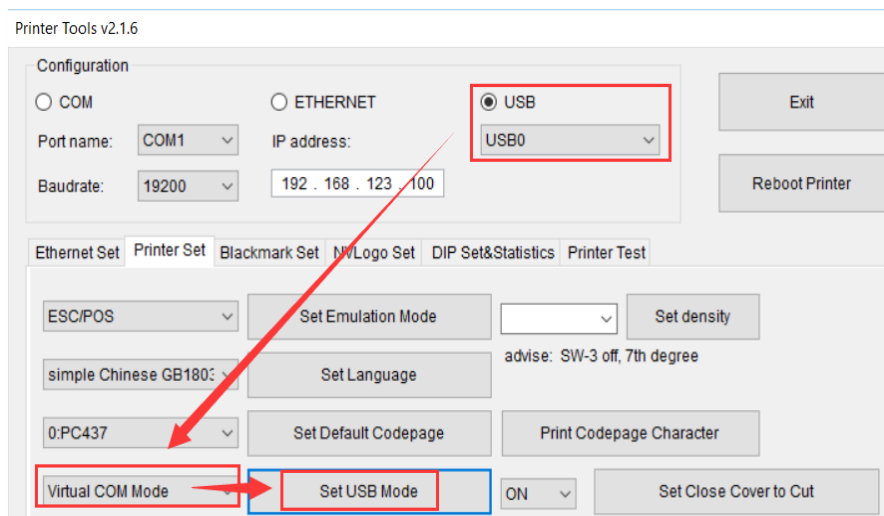 Printer Tools v2.1.6
Configuration
COM ETHERNET USB Exit
Port name: COM1 IP address: USB0
Baudrate: 19200 192 . 168 . 123 . 100 Reboot Printer
Ethernet Set Printer Set Blackmark Set NVLogo Set DIP Set&Statistics Printer Test
ESC/POS Set Emulation Mode Set density
advise: SW-3 off, 7th degree
simple Chinese GB1803 Set Language
0:PC437 Set Default Codepage Print Codepage Character
Virtual COM Mode Set USB Mode ON Set Close Cover to Cut